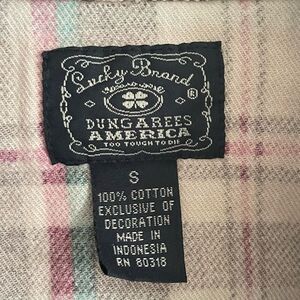 Lucky Brand
®
DUNGAREES
AMERICA
TOO TOUGH TO DIE
S
100% COTTON
EXCLUSIVE OF
DECORATION
MADE IN
INDONESIA
RN 80318